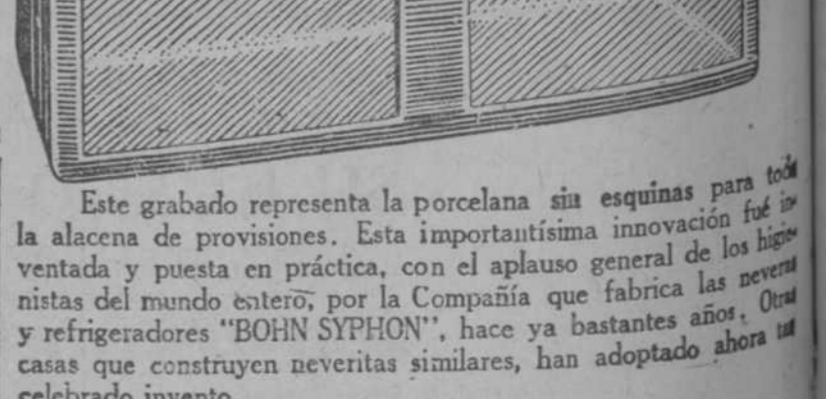 Este grabado representa la porcelana sin esquinas para toda
la alacena de provisiones. Esta importantísima innovación fué in-
ventada y puesta en práctica, con el aplauso general de los higie-
nistas del mundo entero, por la Compañía que fabrica las neveras
y refrigeradores "BOHN SYPHON", hace ya bastantes años. Otras
casas que construyen neveritas similares, han adoptado ahora tan
celebrado invento.